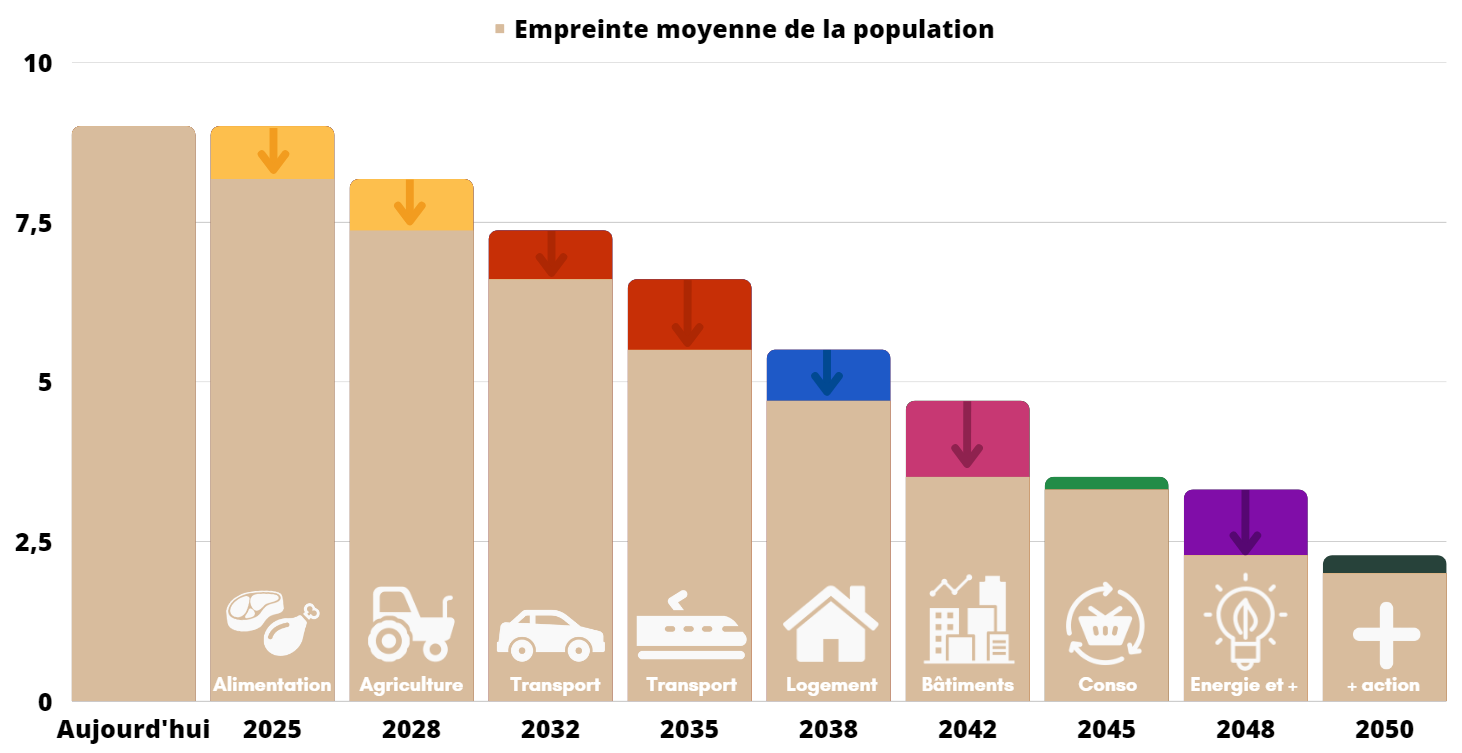 Empreinte moyenne de la population
10
7,5
5
2,5
0
Alimentation
Agriculture
Transport
Transport
Logement
Bâtiments
Conso
Energie et +
+ action
Aujourd'hui
2025
2028
2032
2035
2038
2042
2045
2048
2050